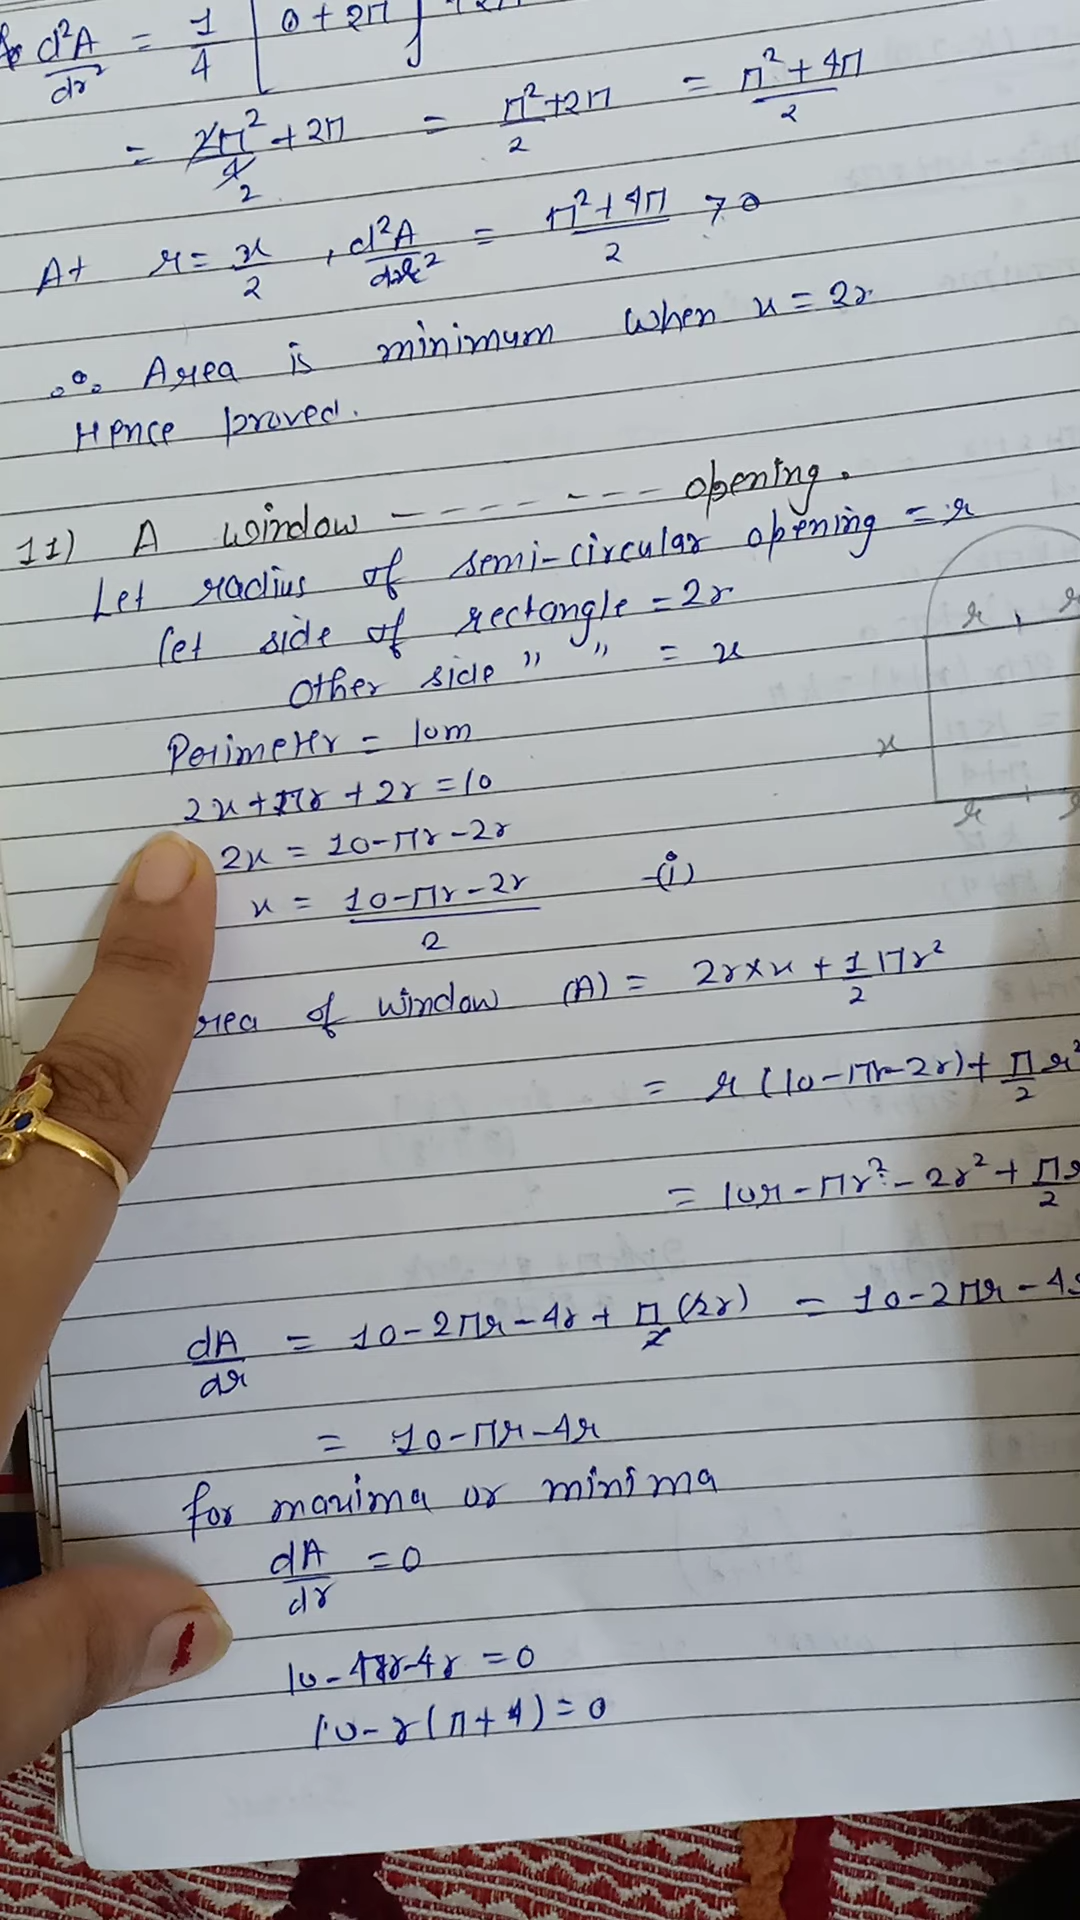 d²A/dr² = 1/4 [0 + 2π
= 2π²/4 + 2π = π²/2 + 2π = π² + 4π / 2
2
At r = x/2 , d²A/dr² = π² + 4π / 2 > 0
∴ Area is minimum when x = 2r
Hence proved.
11) A window - - - - - - - opening.
Let radius of semi-circular opening = r
let side of rectangle = 2r
Other side " " = x
r , r
Perimeter = 10m
x
2x + πr + 2r = 10
r r
2x = 10 - πr - 2r
x = 10 - πr - 2r / 2 -(i)
rea of window (A) = 2r × x + 1/2 πr²
= r (10 - πr - 2r) + π/2 r²
= 10r - πr² - 2r² + π/2
dA/dr = 10 - 2πr - 4r + π/2 (2r) = 10 - 2πr - 4
= 10 - πr - 4r
for maxima or minima
dA/dr = 0
10 - πr - 4r = 0
10 - r (π + 4) = 0